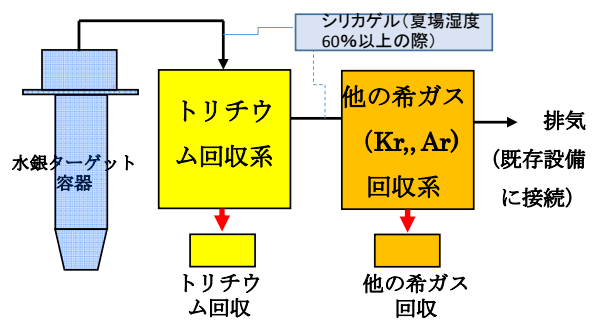 シリカゲル（夏場湿度
60％以上の際）
水銀ターゲット
容器
トリチウ
ム回収系
他の希ガス
（Kr,, Ar)
回収系
排気
（既存設備
に接続）
トリチウ
ム回収
他の希ガス
回収